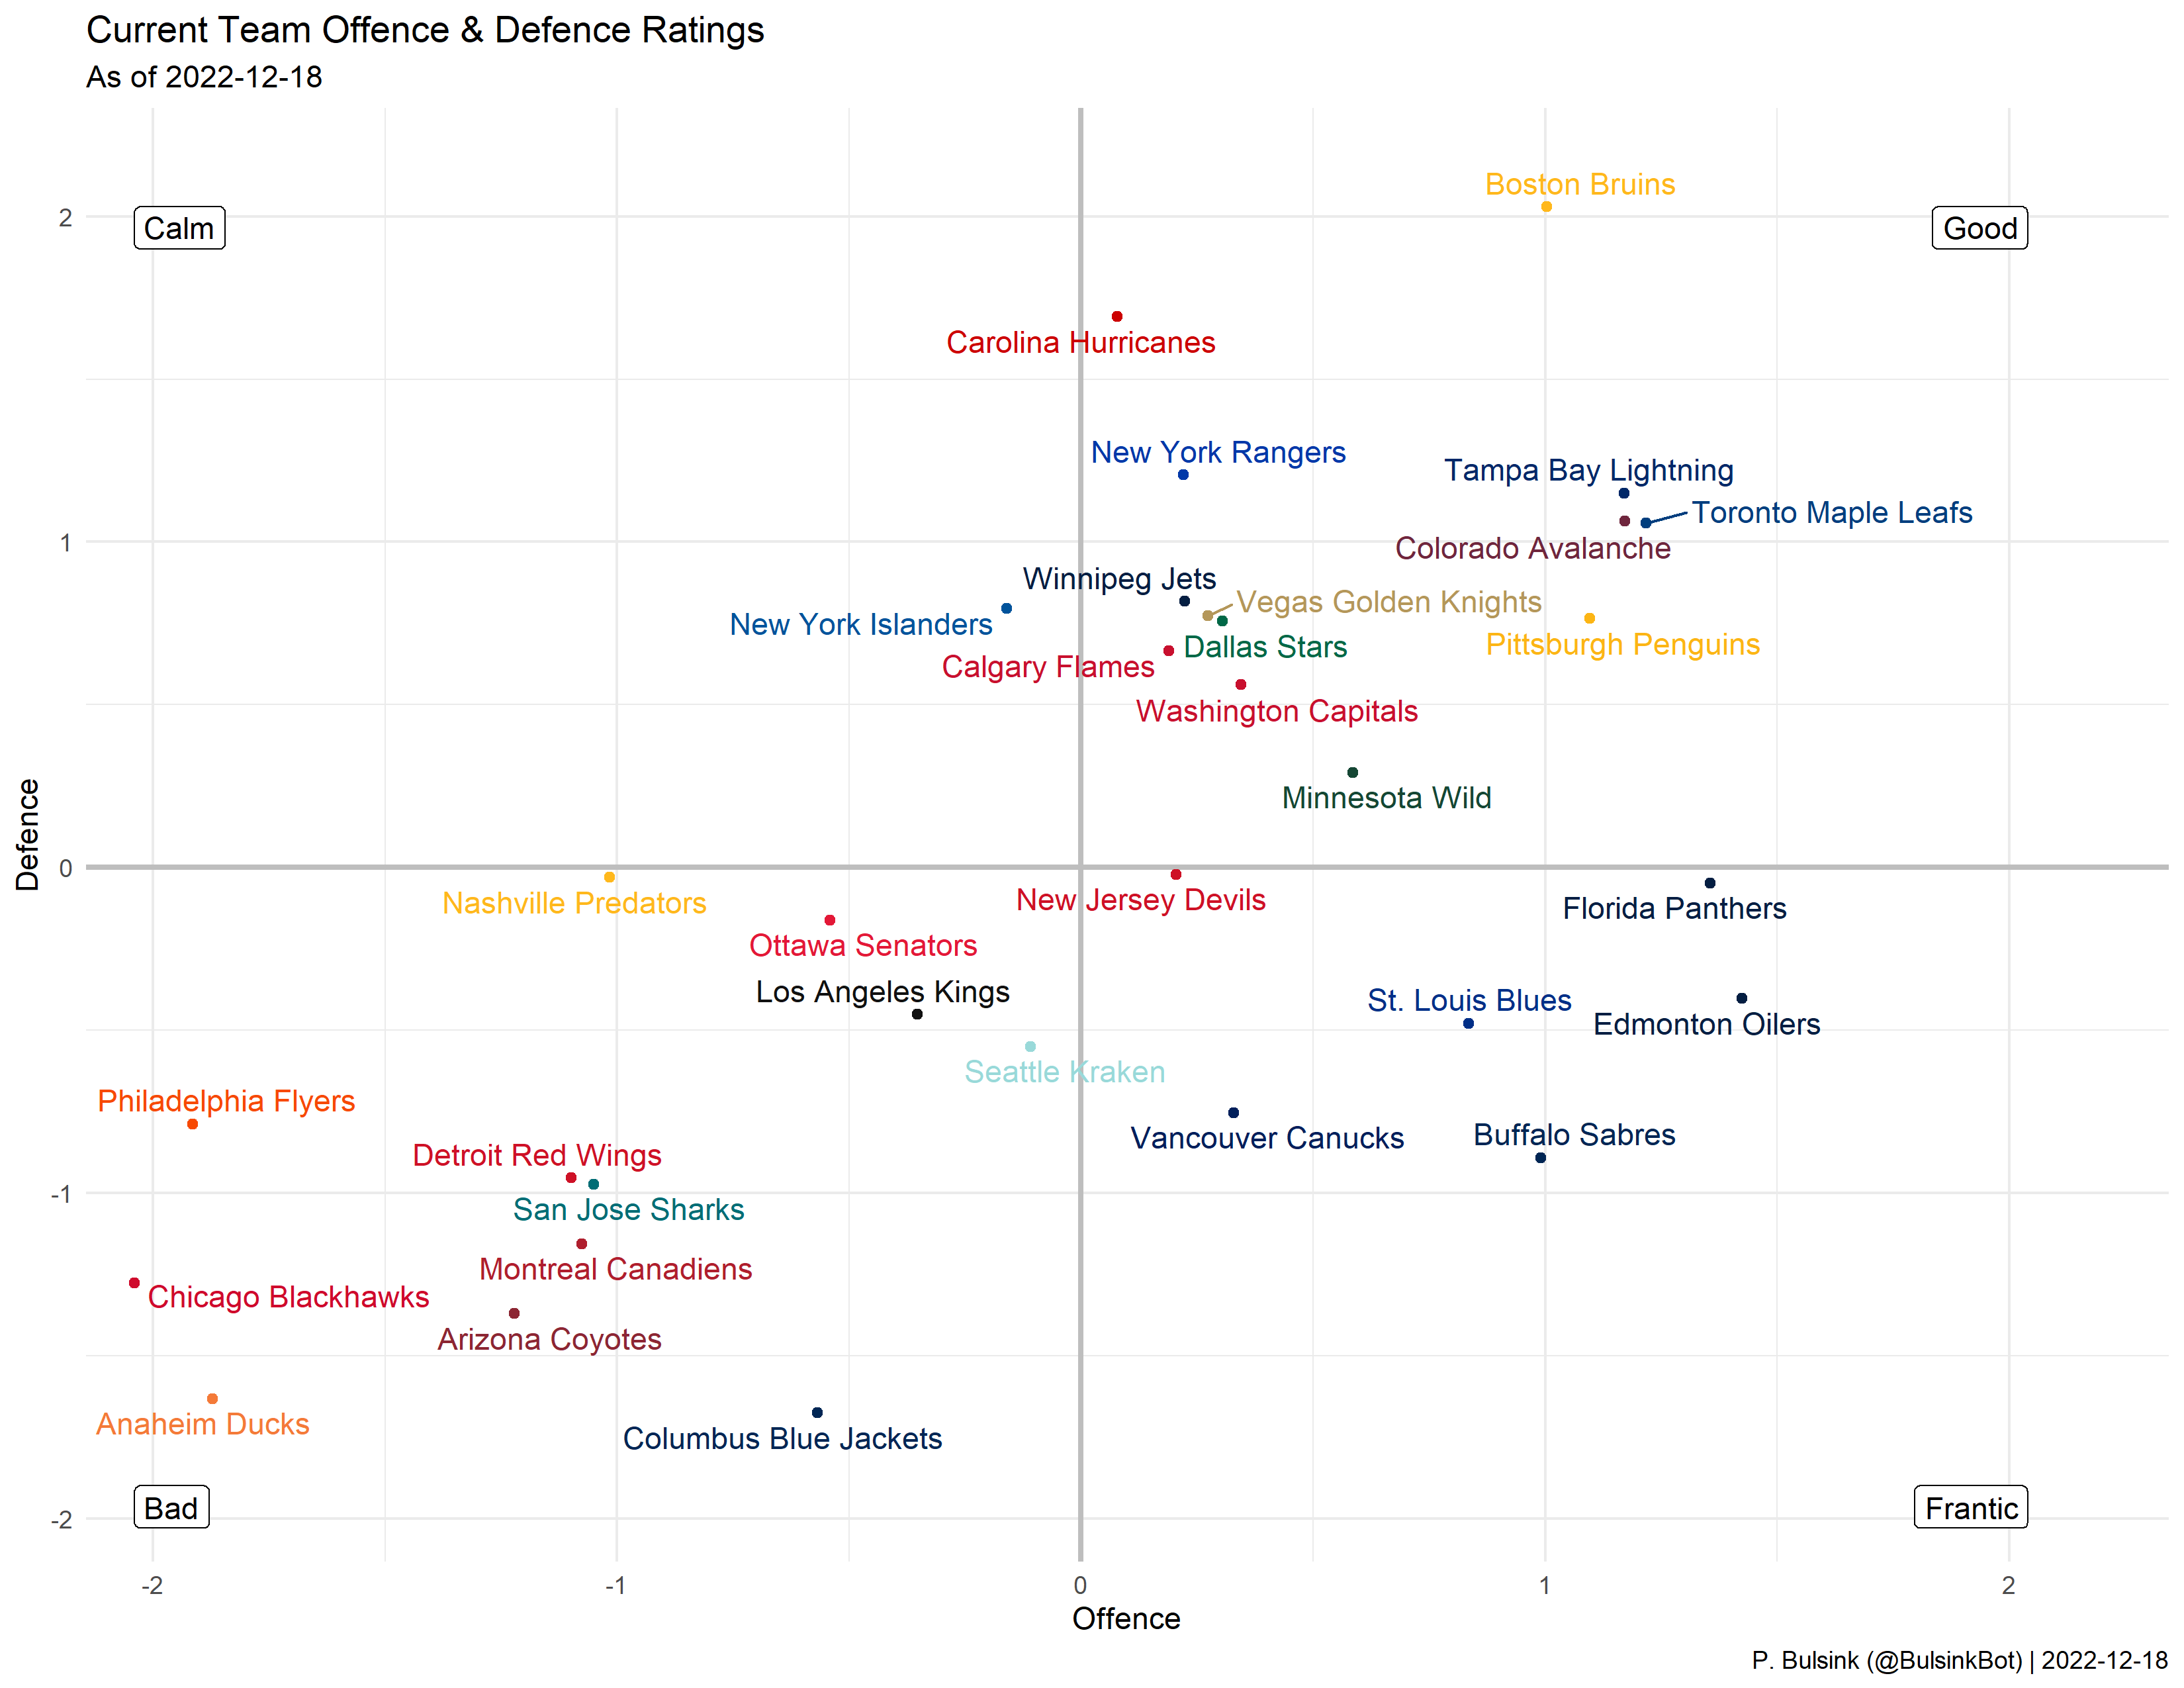 Current Team Offence & Defence Ratings
As of 2022-12-18
Boston Bruins
2
Calm
Good
Carolina Hurricanes
New York Rangers
Tampa Bay Lightning
Toronto Maple Leafs
1
Colorado Avalanche
Winnipeg Jets
Vegas Golden Knights
New York Islanders
Dallas Stars
Pittsburgh Penguins
Calgary Flames
Washington Capitals
Minnesota Wild
Defence
0
Nashville Predators
New Jersey Devils
Florida Panthers
Ottawa Senators
Los Angeles Kings
St. Louis Blues
Edmonton Oilers
Seattle Kraken
Philadelphia Flyers
Vancouver Canucks
Buffalo Sabres
Detroit Red Wings
-1
San Jose Sharks
Montreal Canadiens
Chicago Blackhawks
Arizona Coyotes
Anaheim Ducks
Columbus Blue Jackets
Bad
Frantic
-2
-2 -1 0 1 2
Offence
P. Bulsink (@BulsinkBot) | 2022-12-18